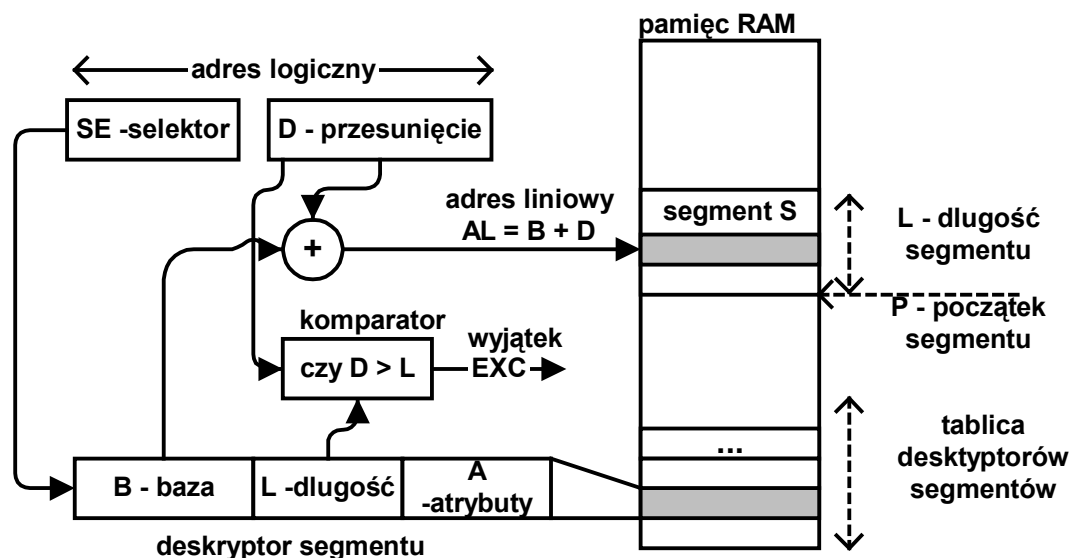 pamięc RAM
adres logiczny
SE -selektor
D - przesunięcie
adres liniowy
AL = B + D
+
segment S
L - dlugość
segmentu
P - początek
segmentu
komparator
czy D > L
wyjątek
EXC
...
tablica
desktyptorów
segmentów
B - baza
L -dlugość
A
-atrybuty
deskryptor segmentu